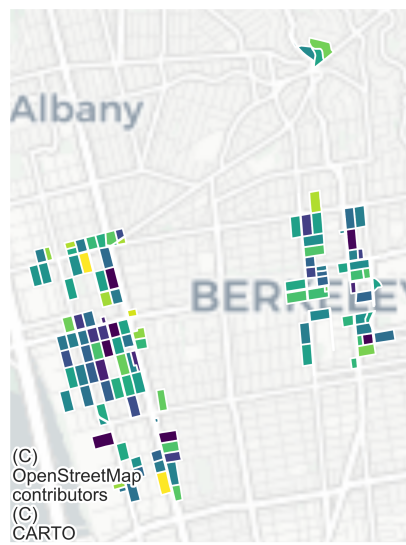 Albany
BERKELEY
(C)
OpenStreetMap
contributors
(C)
CARTO